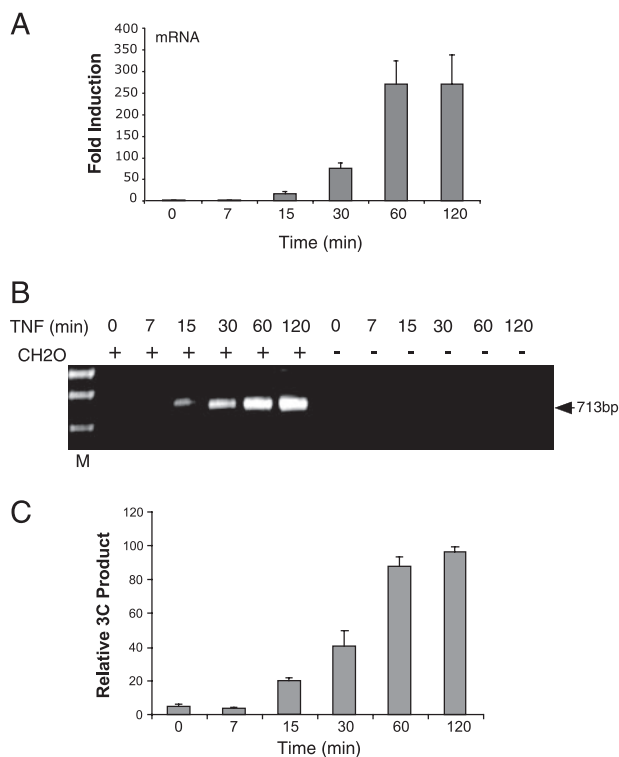 A
mRNA
Fold Induction
400
350
300
250
200
150
100
50
0
0 7 15 30 60 120
Time (min)
B
TNF (min) 0 7 15 30 60 120 0 7 15 30 60 120
CH2O + + + + + + - - - - - -
713bp
M
C
Relative 3C Product
120
100
80
60
40
20
0
0 7 15 30 60 120
Time (min)